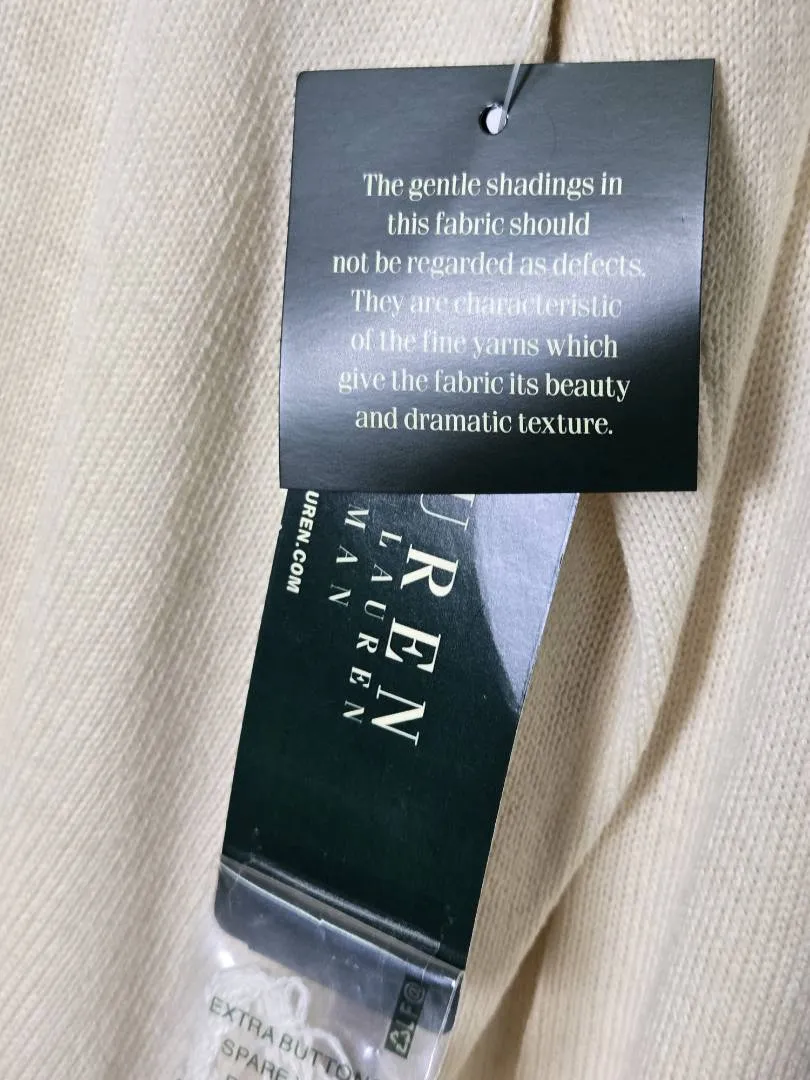 The gentle shadings in
this fabric should
not be regarded as defects.
They are characteristic
of the fine yarns which
give the fabric its beauty
and dramatic texture.
UREN
LAUREN
MAN
UREN.COM
EXTRA BUTTON
SPARE